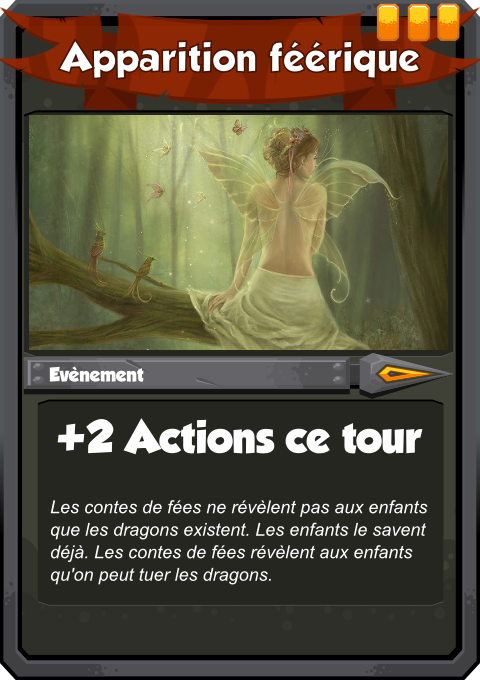 Apparition féérique
Evènement
+2 Actions ce tour
Les contes de fées ne révèlent pas aux enfants
que les dragons existent. Les enfants le savent
déjà. Les contes de fées révèlent aux enfants
qu'on peut tuer les dragons.